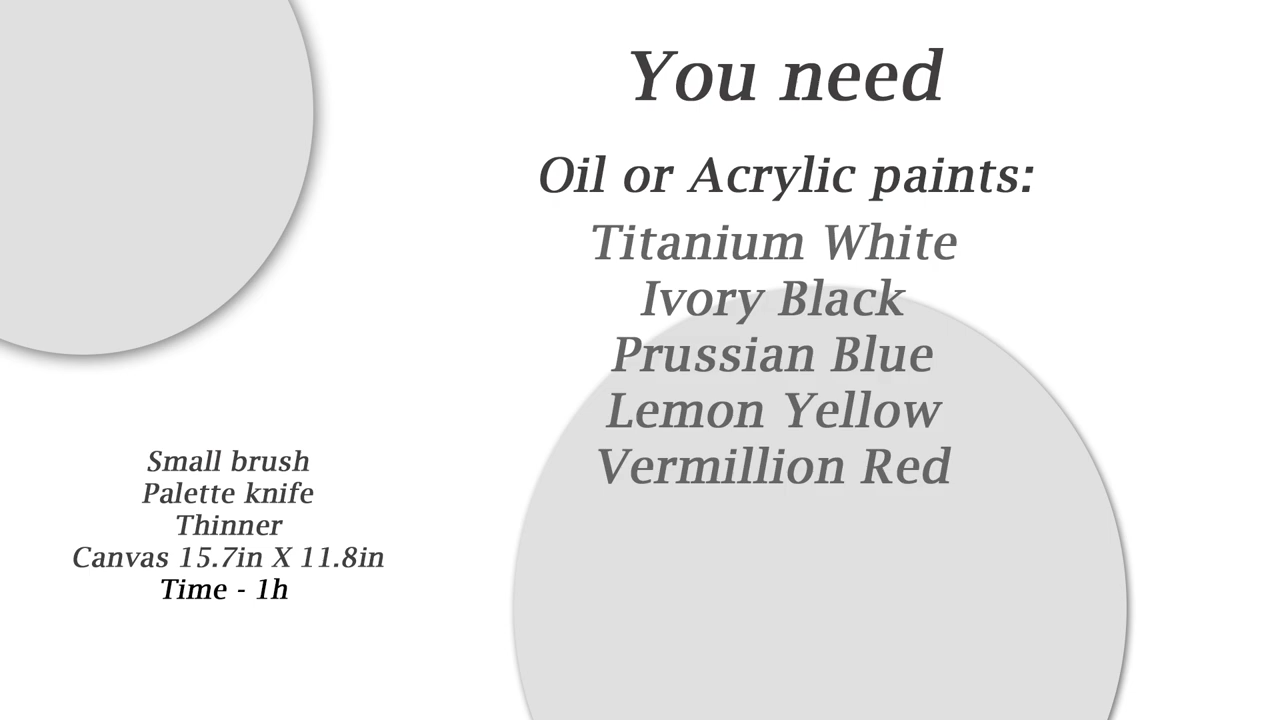 You need
Oil or Acrylic paints:
Titanium White
Ivory Black
Prussian Blue
Lemon Yellow
Vermillion Red
Small brush
Palette knife
Thinner
Canvas 15.7in X 11.8in
Time - 1h